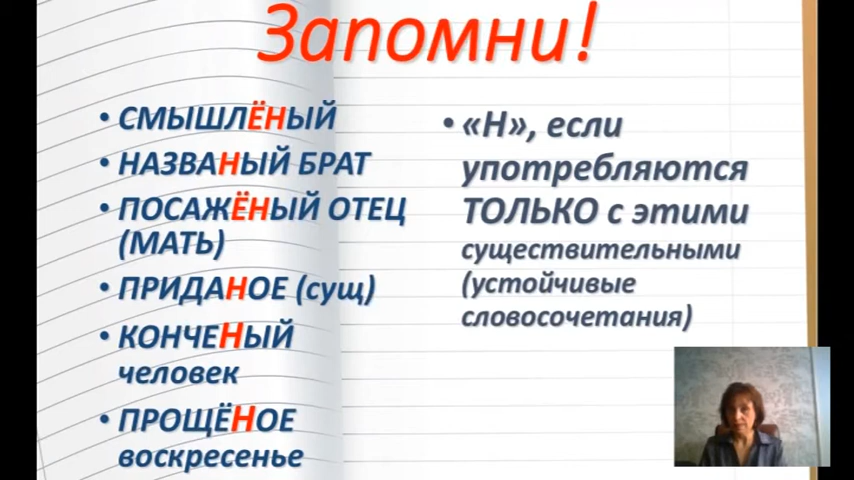 Запомни!
• СМЫШЛЁНЫЙ
• НАЗВАНЫЙ БРАТ
• ПОСАЖЁНЫЙ ОТЕЦ
(МАТЬ)
• ПРИДАНОЕ (сущ)
• КОНЧЕНЫЙ
человек
• ПРОЩЁНОЕ
воскресенье
• «Н», если
употребляются
ТОЛЬКО с этими
существительными
(устойчивые
словосочетания)